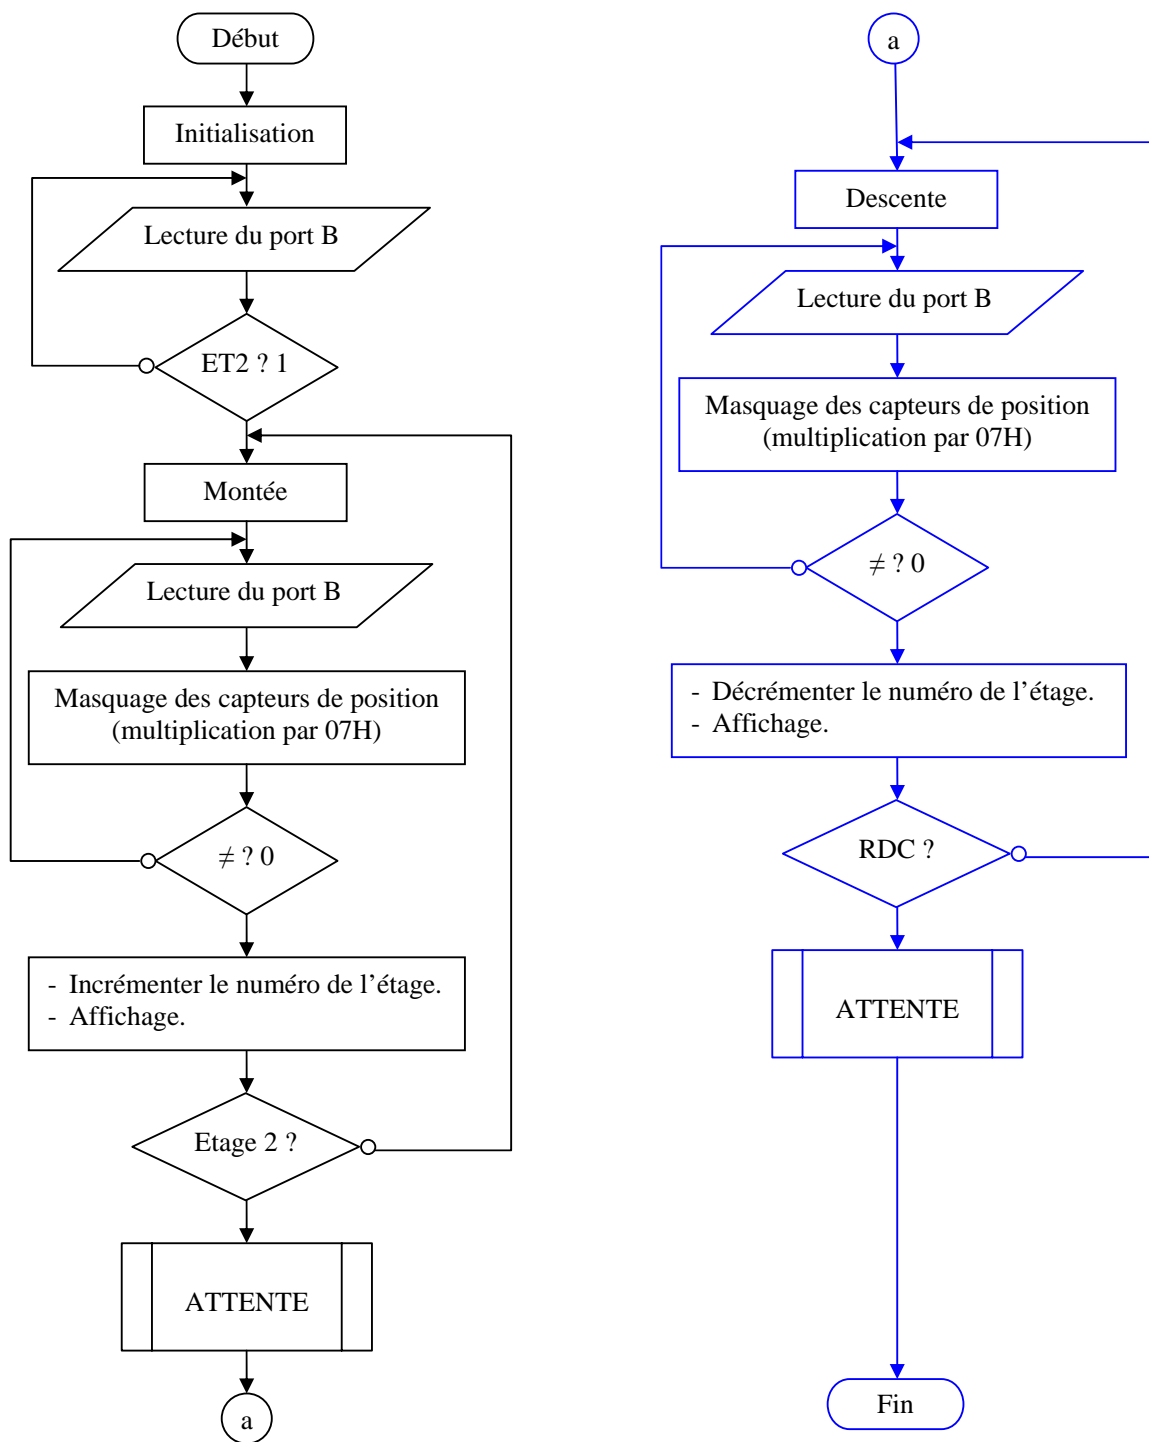 Début
Initialisation
Lecture du port B
ET2 ? 1
Montée
Lecture du port B
Masquage des capteurs de position
(multiplication par 07H)
≠ ? 0
- Incrémenter le numéro de l’étage.
- Affichage.
Etage 2 ?
ATTENTE
a
a
Descente
Lecture du port B
Masquage des capteurs de position
(multiplication par 07H)
≠ ? 0
- Décrémenter le numéro de l’étage.
- Affichage.
RDC ?
ATTENTE
Fin